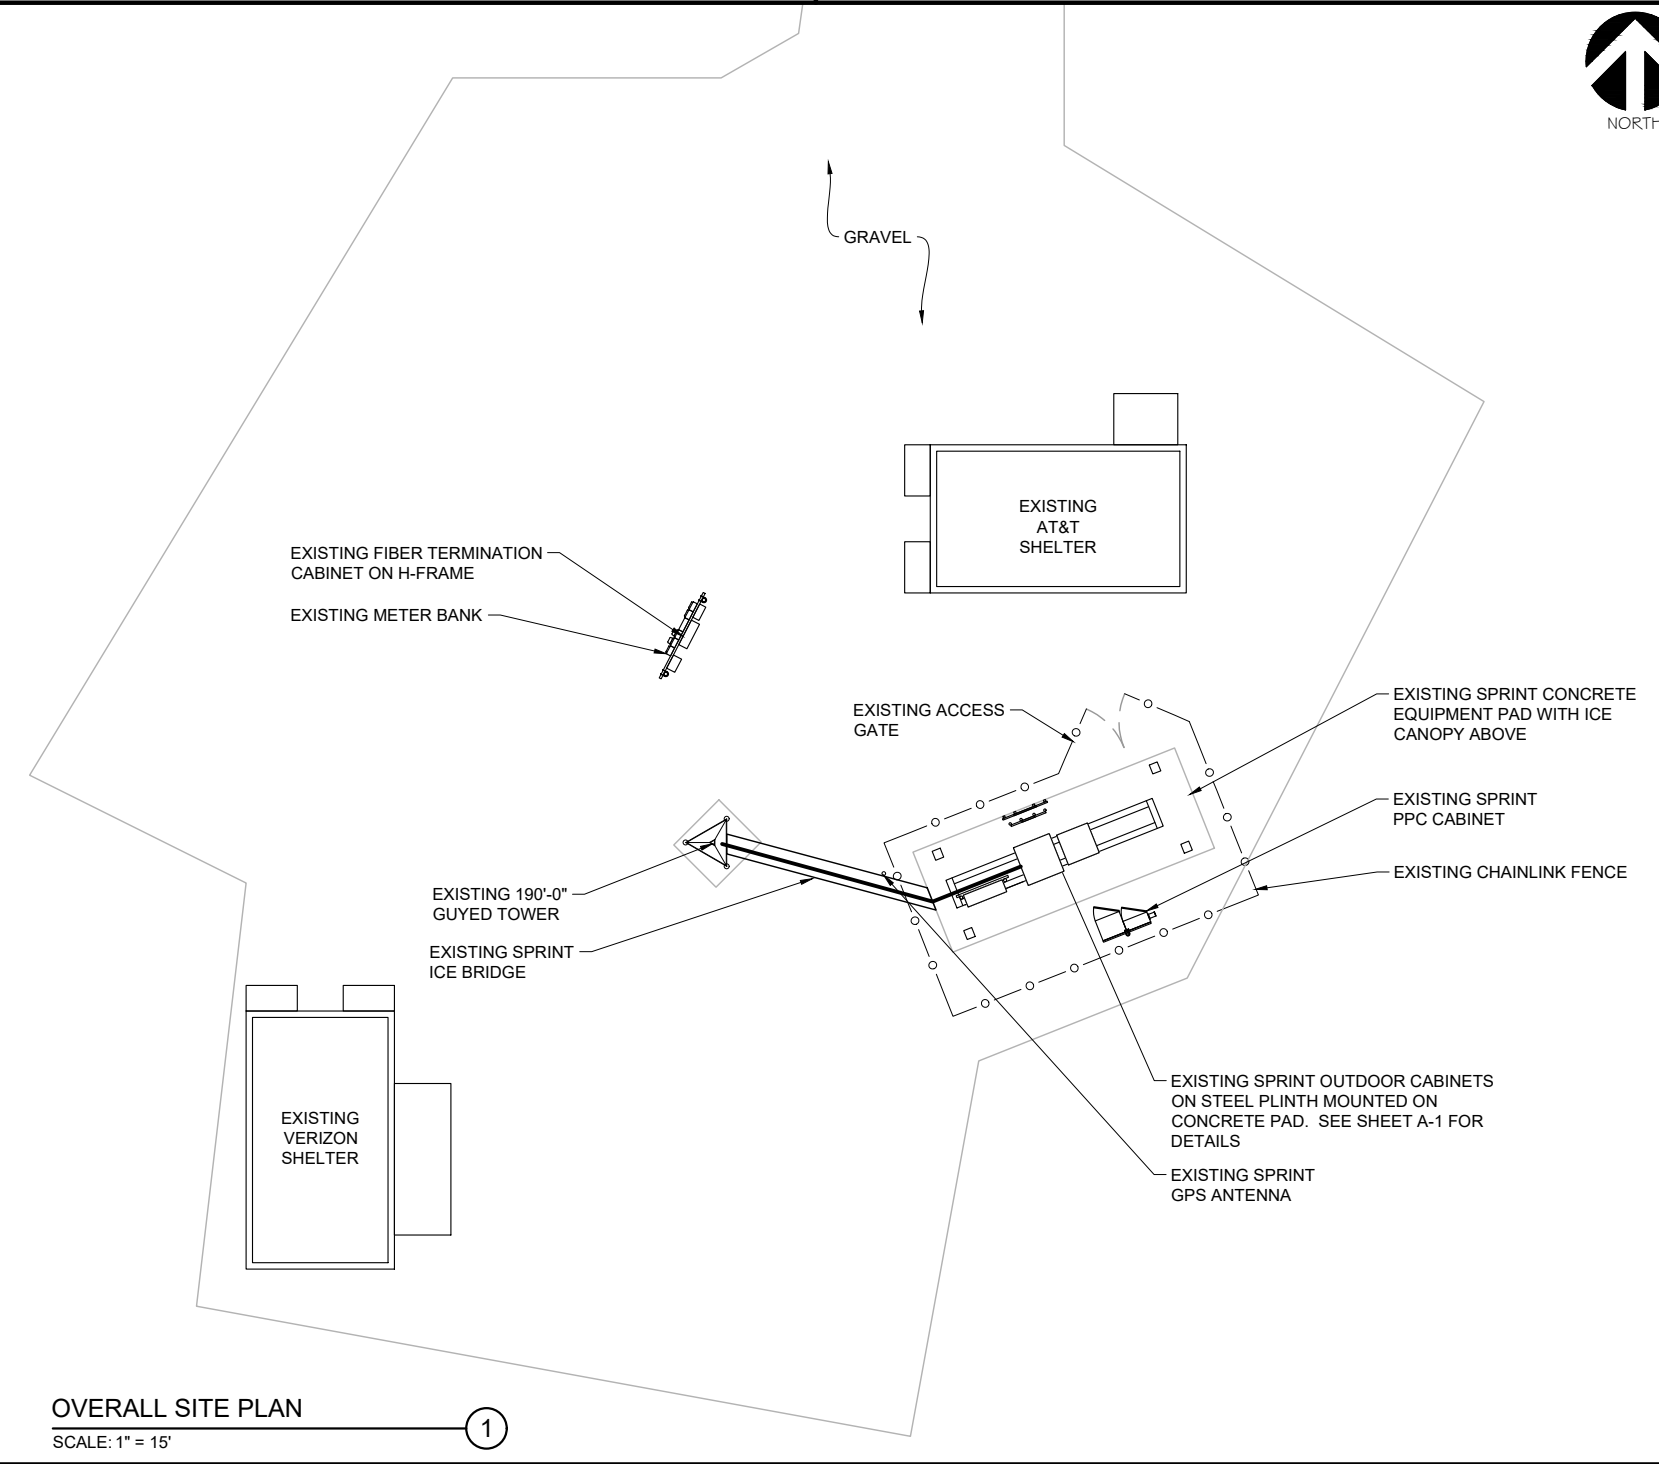 NORTH
GRAVEL
EXISTING
AT&T
SHELTER
EXISTING FIBER TERMINATION
CABINET ON H-FRAME
EXISTING METER BANK
EXISTING ACCESS
GATE
EXISTING SPRINT CONCRETE
EQUIPMENT PAD WITH ICE
CANOPY ABOVE
EXISTING SPRINT
PPC CABINET
EXISTING CHAINLINK FENCE
EXISTING 190'-0"
GUYED TOWER
EXISTING SPRINT
ICE BRIDGE
EXISTING
VERIZON
SHELTER
EXISTING SPRINT OUTDOOR CABINETS
ON STEEL PLINTH MOUNTED ON
CONCRETE PAD. SEE SHEET A-1 FOR
DETAILS
EXISTING SPRINT
GPS ANTENNA
OVERALL SITE PLAN
1
SCALE: 1" = 15'